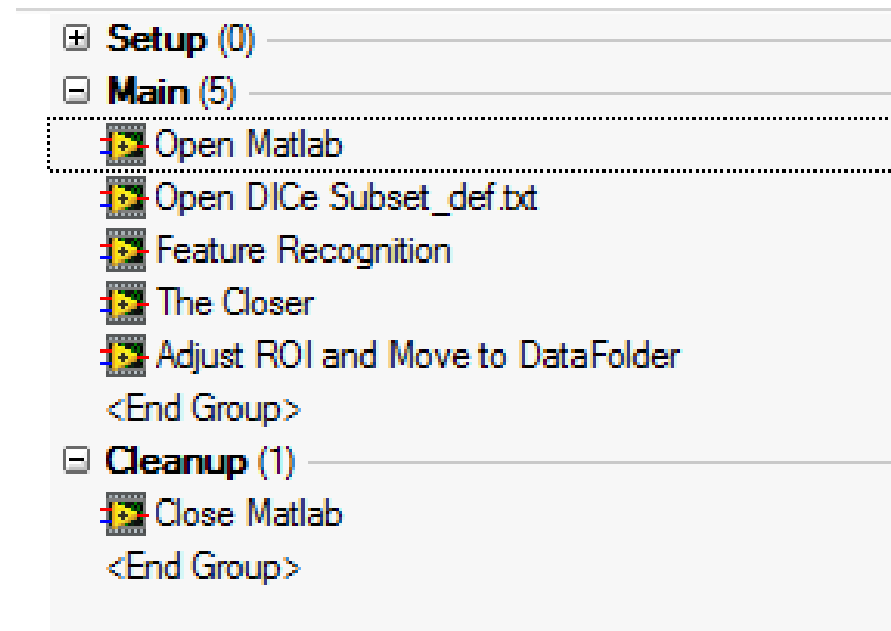 Setup (0)
Main (5)
Open Matlab
Open DICe Subset_def.txt
Feature Recognition
The Closer
Adjust ROI and Move to DataFolder
<End Group>
Cleanup (1)
Close Matlab
<End Group>